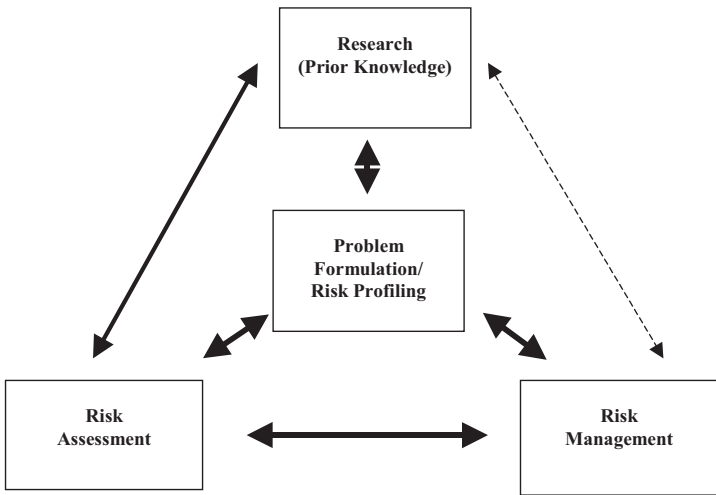 Research
(Prior Knowledge)
Problem
Formulation/
Risk Profiling
Risk
Assessment
Risk
Management